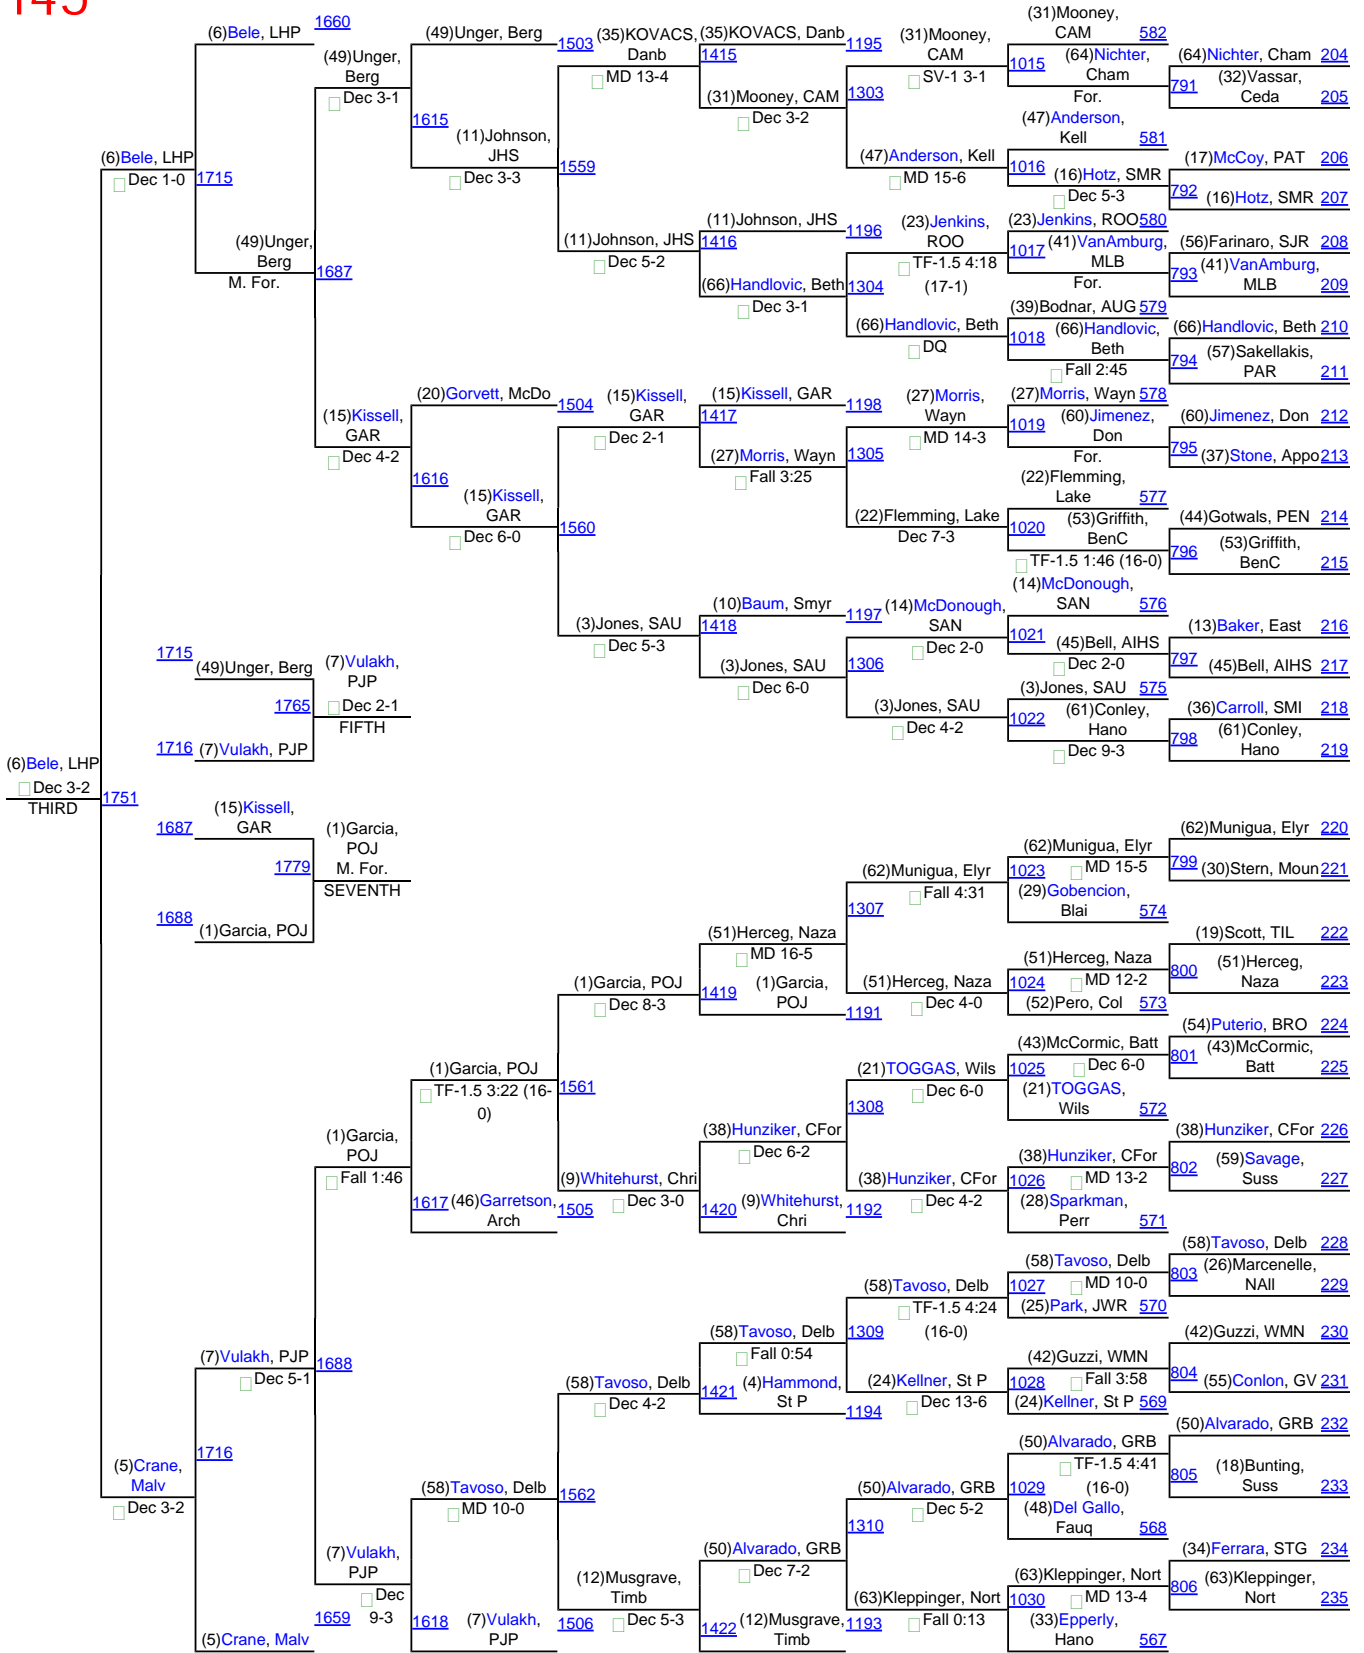 145
(6)Bele, LHP 1660
(49)Unger, Berg
Dec 3-1
(49)Unger, Berg 1503
(35)KOVACS, Danb
MD 13-4
(35)KOVACS, Danb 1195
1415
(31)Mooney, CAM
Dec 3-2
(31)Mooney, CAM
SV-1 3-1
1303
(31)Mooney, CAM 582
1015
(64)Nichter, Cham
For.
(64)Nichter, Cham 204
791
(32)Vassar, Ceda 205
1615
(11)Johnson, JHS
Dec 3-3
1559
(47)Anderson, Kell
MD 15-6
(47)Anderson, Kell 581
1016
(16)Hotz, SMR
Dec 5-3
(17)McCoy, PAT 206
792
(16)Hotz, SMR 207
(6)Bele, LHP
Dec 1-0
1715
(49)Unger, Berg
M. For.
1687
(11)Johnson, JHS
Dec 5-2
(11)Johnson, JHS 1196
1416
(66)Handlovic, Beth
Dec 3-1
(23)Jenkins, ROO
TF-1.5 4:18
(17-1)
1304
(66)Handlovic, Beth
DQ
(23)Jenkins, ROO 580
1017
(41)VanAmburg, MLB
For.
(56)Farinaro, SJR 208
793
(41)VanAmburg, MLB 209
(39)Bodnar, AUG 579
1018
(66)Handlovic, Beth
Fall 2:45
(66)Handlovic, Beth 210
794
(57)Sakellakis, PAR 211
(15)Kissell, GAR
Dec 4-2
(20)Gorvett, McDo 1504
(15)Kissell, GAR
Dec 2-1
(15)Kissell, GAR 1198
1417
(27)Morris, Wayn
Fall 3:25
(27)Morris, Wayn
MD 14-3
1305
(27)Morris, Wayn 578
1019
(60)Jimenez, Don
For.
(60)Jimenez, Don 212
795
(37)Stone, Appo 213
1616
(15)Kissell, GAR
Dec 6-0
1560
(22)Flemming, Lake
Dec 7-3
(22)Flemming, Lake 577
1020
(53)Griffith, BenC
TF-1.5 1:46 (16-0)
(44)Gotwals, PEN 214
796
(53)Griffith, BenC 215
(3)Jones, SAU
Dec 5-3
(10)Baum, Smyr 1197
1418
(3)Jones, SAU
Dec 6-0
(14)McDonough, SAN
Dec 2-0
1306
(3)Jones, SAU
Dec 4-2
(14)McDonough, SAN 576
1021
(45)Bell, AIHS
Dec 2-0
(13)Baker, East 216
797
(45)Bell, AIHS 217
(3)Jones, SAU 575
1022
(61)Conley, Hano
Dec 9-3
(36)Carroll, SMI 218
798
(61)Conley, Hano 219
1715
(49)Unger, Berg
1765
(7)Vulakh, PJP
Dec 2-1
FIFTH
1716 (7)Vulakh, PJP
(6)Bele, LHP
Dec 3-2
THIRD
1751
1687
(15)Kissell, GAR
1779
(1)Garcia, POJ
M. For.
SEVENTH
1688
(1)Garcia, POJ
(62)Munigua, Elyr
Fall 4:31
(62)Munigua, Elyr
1023
MD 15-5
(29)Gobencion, Blai 574
(62)Munigua, Elyr 220
799
(30)Stern, Moun 221
1307
(51)Herceg, Naza
MD 16-5
1419
(1)Garcia, POJ 1191
(51)Herceg, Naza
Dec 4-0
(51)Herceg, Naza
1024
MD 12-2
(52)Pero, Col 573
(19)Scott, TIL 222
800
(51)Herceg, Naza 223
(1)Garcia, POJ
Dec 8-3
(1)Garcia, POJ
TF-1.5 3:22 (16-0)
1561
(21)TOGGAS, Wils
Dec 6-0
1308
(43)McCormic, Batt
1025
Dec 6-0
(21)TOGGAS, Wils 572
(54)Puterio, BRO 224
801
(43)McCormic, Batt 225
(1)Garcia, POJ
Fall 1:46
1617
(46)Garretson, Arch 1505
(9)Whitehurst, Chri
Dec 3-0
(38)Hunziker, CFor
Dec 6-2
1420
(9)Whitehurst, Chri 1192
(38)Hunziker, CFor
Dec 4-2
(38)Hunziker, CFor
1026
MD 13-2
(28)Sparkman, Perr 571
(38)Hunziker, CFor 226
802
(59)Savage, Suss 227
(7)Vulakh, PJP
Dec 5-1
1688
(58)Tavoso, Delb
Dec 4-2
(58)Tavoso, Delb
Fall 0:54
1421
(4)Hammond, St P 1194
(58)Tavoso, Delb
TF-1.5 4:24
(16-0)
1309
(24)Kellner, St P
Dec 13-6
(58)Tavoso, Delb
1027
MD 10-0
(25)Park, JWR 570
(58)Tavoso, Delb 228
803
(26)Marcenelle, NAll 229
(42)Guzzi, WMN
1028
Fall 3:58
(24)Kellner, St P 569
(42)Guzzi, WMN 230
804
(55)Conlon, GV 231
(5)Crane, Malv
Dec 3-2
1716
(58)Tavoso, Delb
MD 10-0
1562
(50)Alvarado, GRB
Dec 5-2
1310
(50)Alvarado, GRB
TF-1.5 4:41
(16-0)
1029
(48)Del Gallo, Fauq 568
(50)Alvarado, GRB 232
805
(18)Bunting, Suss 233
(7)Vulakh, PJP
Dec 9-3
1659
(5)Crane, Malv
1618
(7)Vulakh, PJP 1506
(12)Musgrave, Timb
Dec 5-3
(50)Alvarado, GRB
Dec 7-2
1422
(12)Musgrave, Timb 1193
(63)Kleppinger, Nort
Fall 0:13
(63)Kleppinger, Nort
1030
MD 13-4
(33)Epperly, Hano 567
(34)Ferrara, STG 234
806
(63)Kleppinger, Nort 235